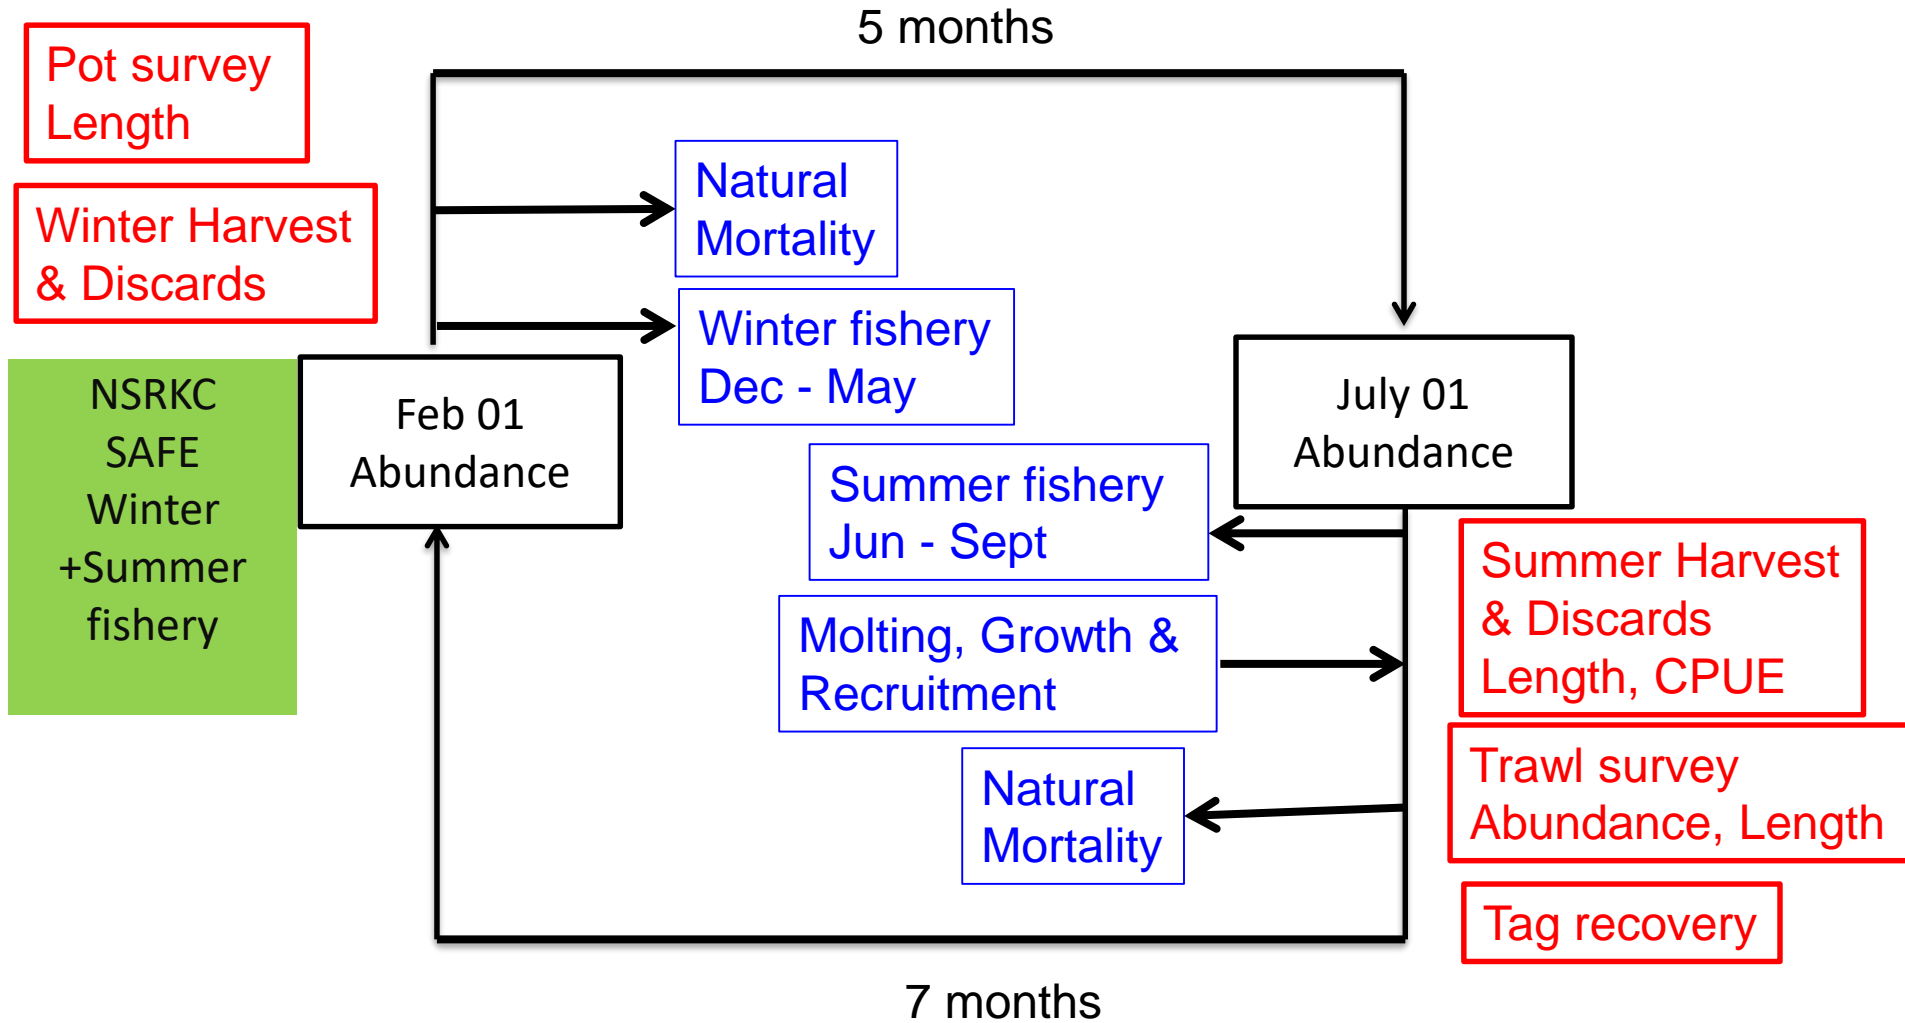 5 months
Pot survey
Length
Winter Harvest
& Discards
NSRKC
SAFE
Winter
+Summer
fishery
Feb 01
Abundance
Natural
Mortality
Winter fishery
Dec - May
July 01
Abundance
Summer fishery
Jun - Sept
Molting, Growth &
Recruitment
Natural
Mortality
Summer Harvest
& Discards
Length, CPUE
Trawl survey
Abundance, Length
Tag recovery
7 months